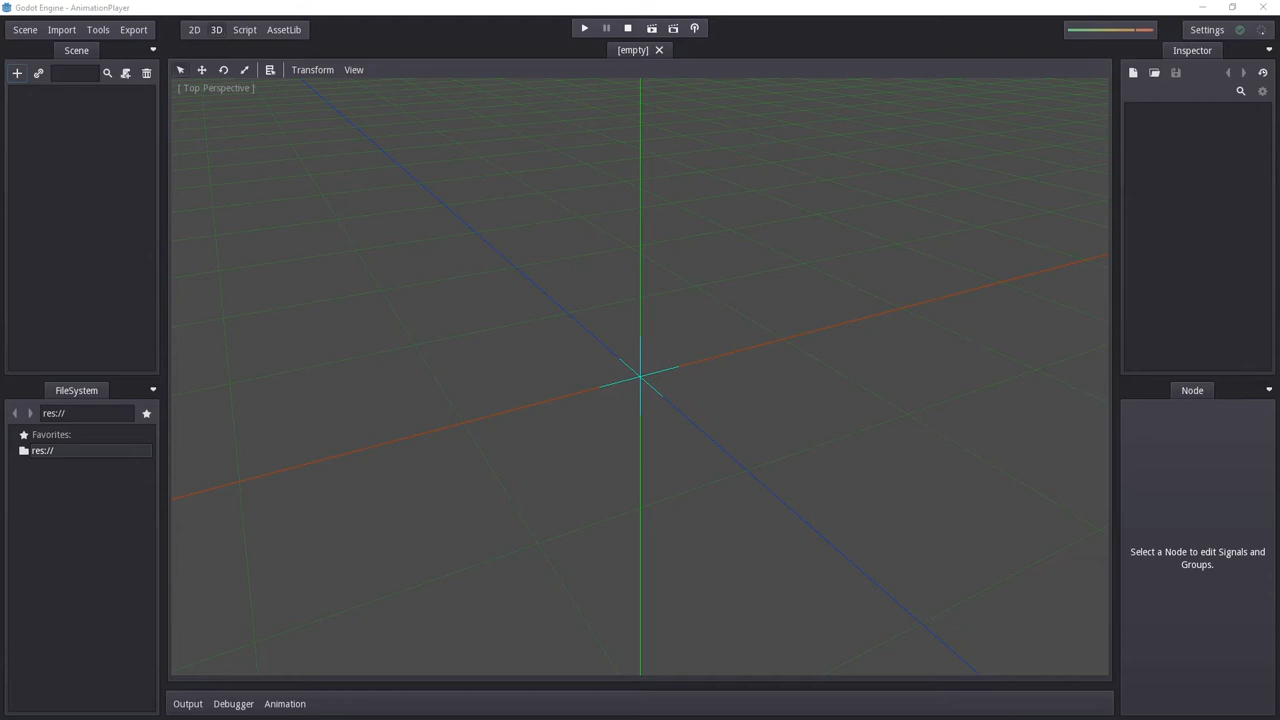 Godot Engine - AnimationPlayer
Scene Import Tools Export
2D 3D Script AssetLib
Settings
Scene
[empty]
Inspector
Transform View
[ Top Perspective ]
FileSystem
res://
Favorites:
res://
Node
Select a Node to edit Signals and
Groups.
Output Debugger Animation